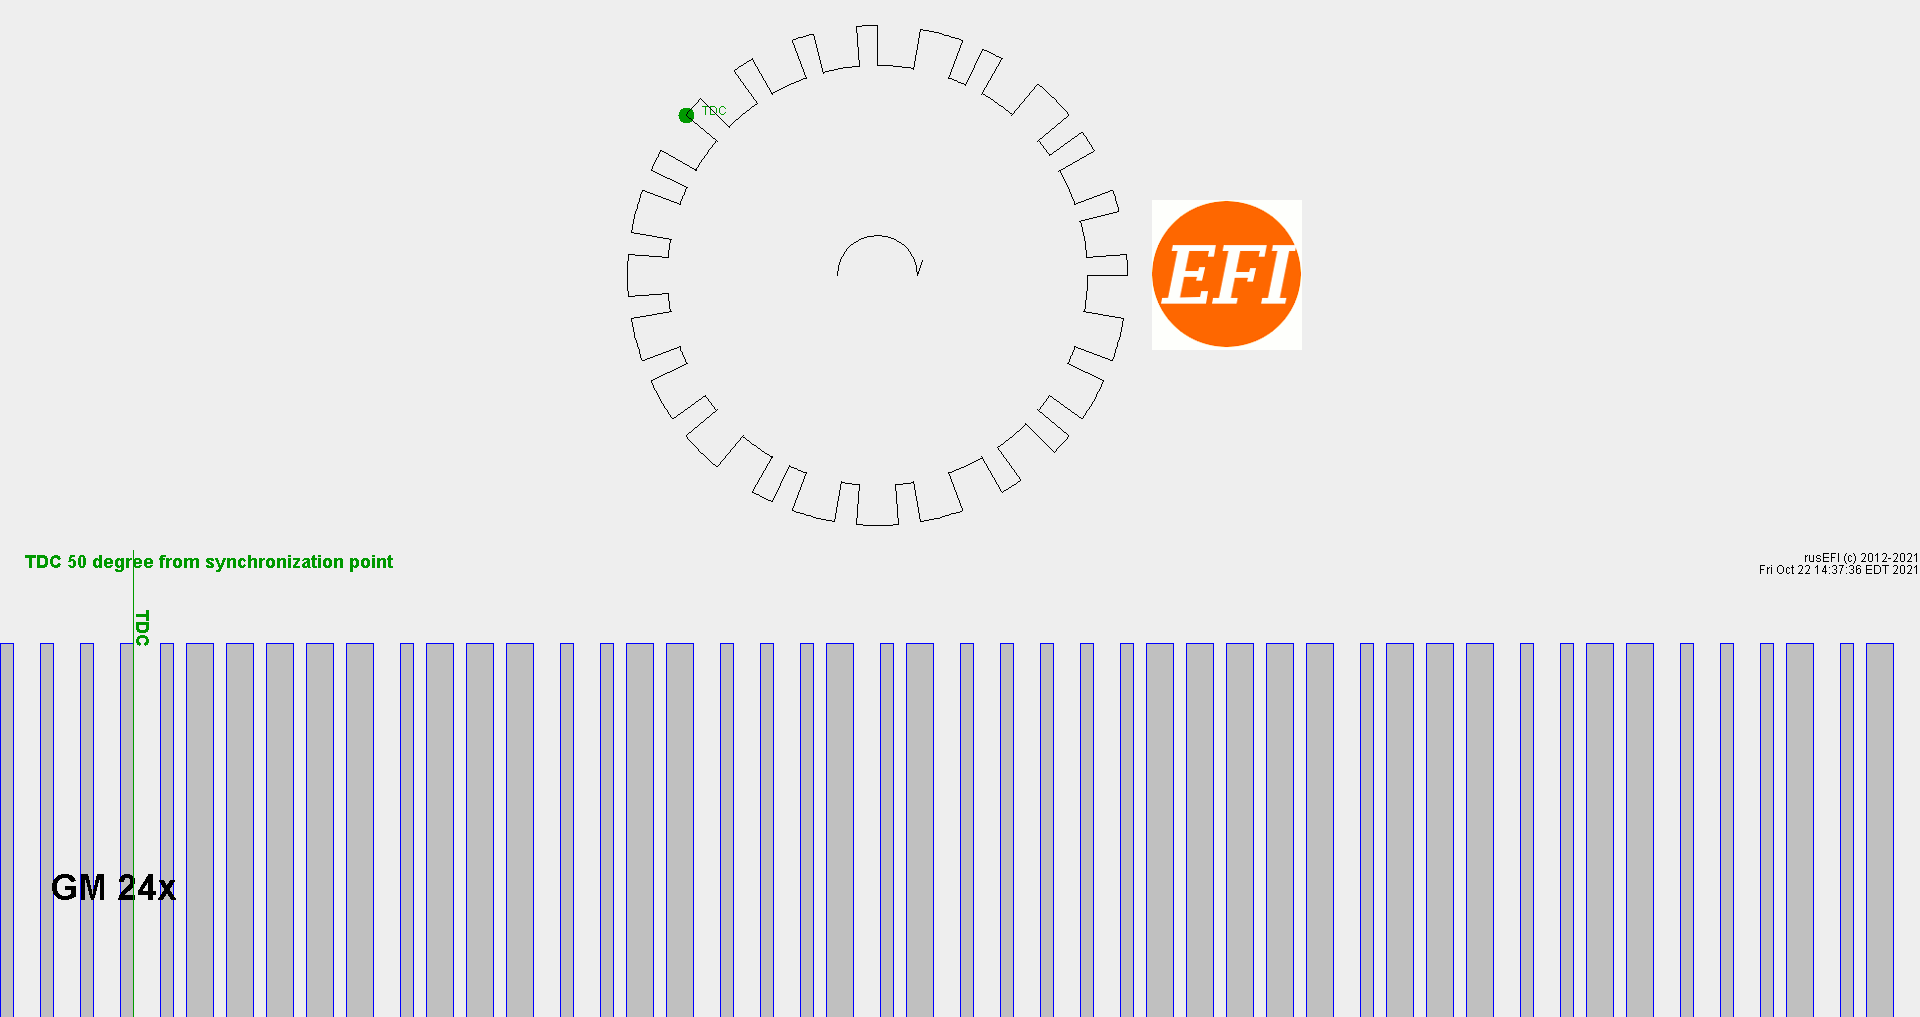 TDC
EFI
TDC 50 degree from synchronization point
rusEFI (c) 2012-2021
Fri Oct 22 14:37:36 EDT 2021
TDC
GM 24x